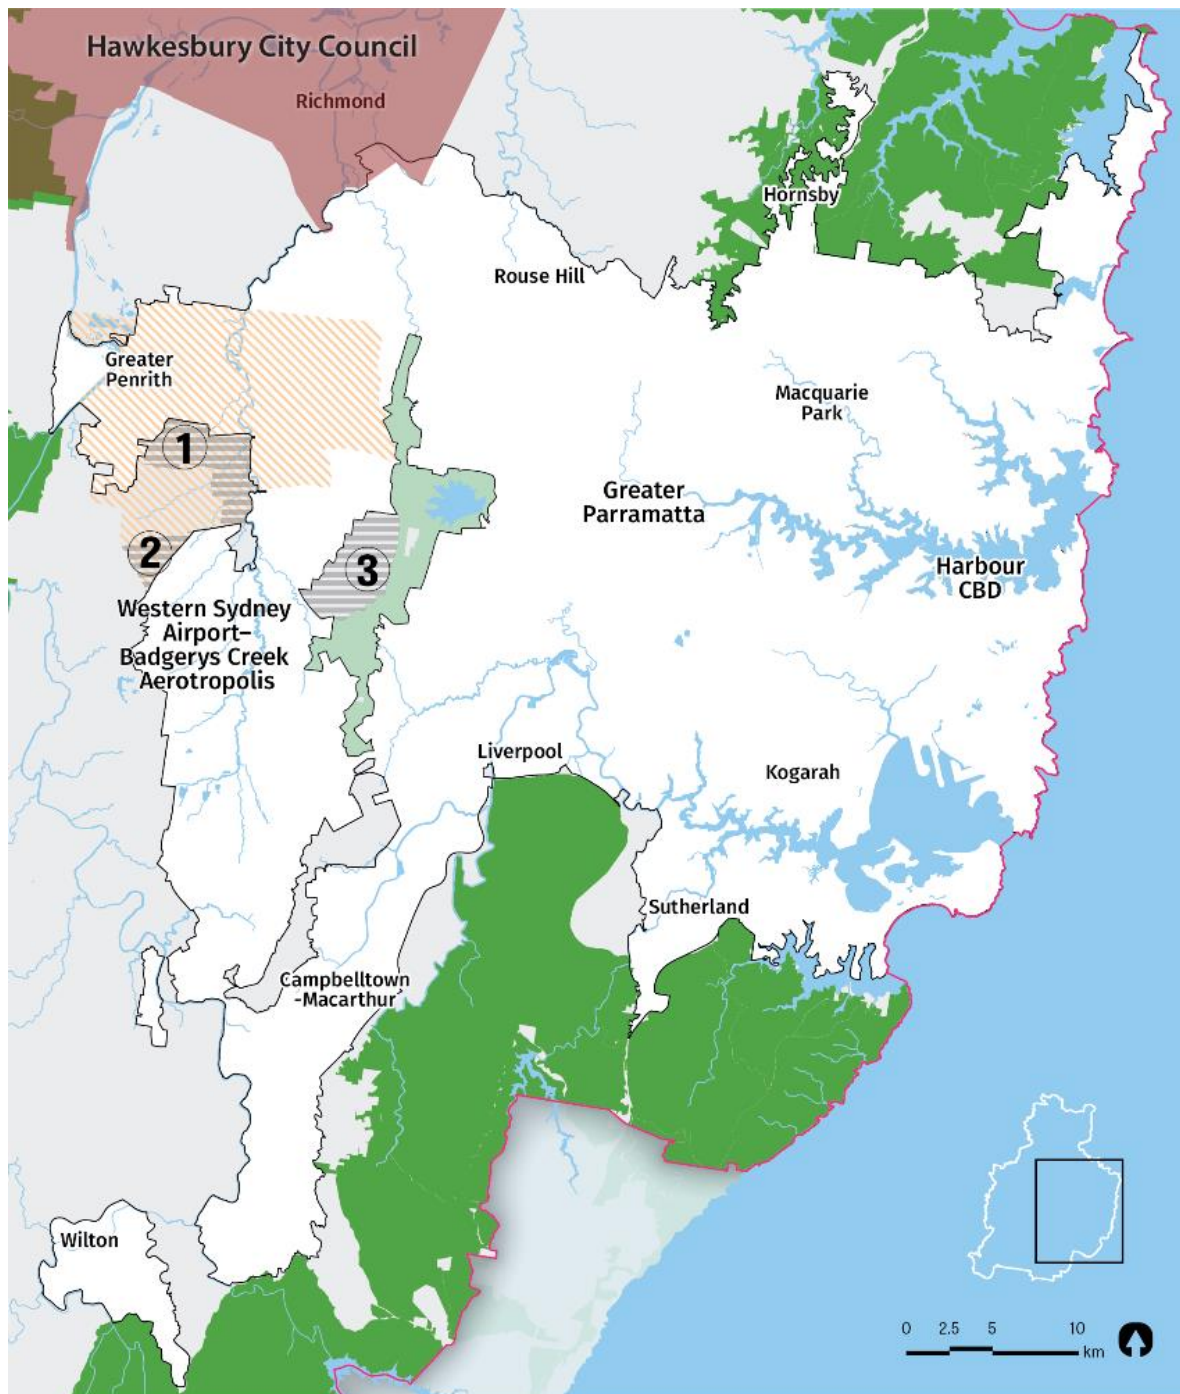 Hawkesbury City Council
Richmond
Hornsby
Rouse Hill
Greater
Penrith
Macquarie
Park
1
Greater
Parramatta
2
3
Harbour
CBD
Western Sydney
Airport–
Badgerys Creek
Aerotropolis
Liverpool
Kogarah
Sutherland
Campbelltown
-Macarthur
Wilton
0 2.5 5 10
km